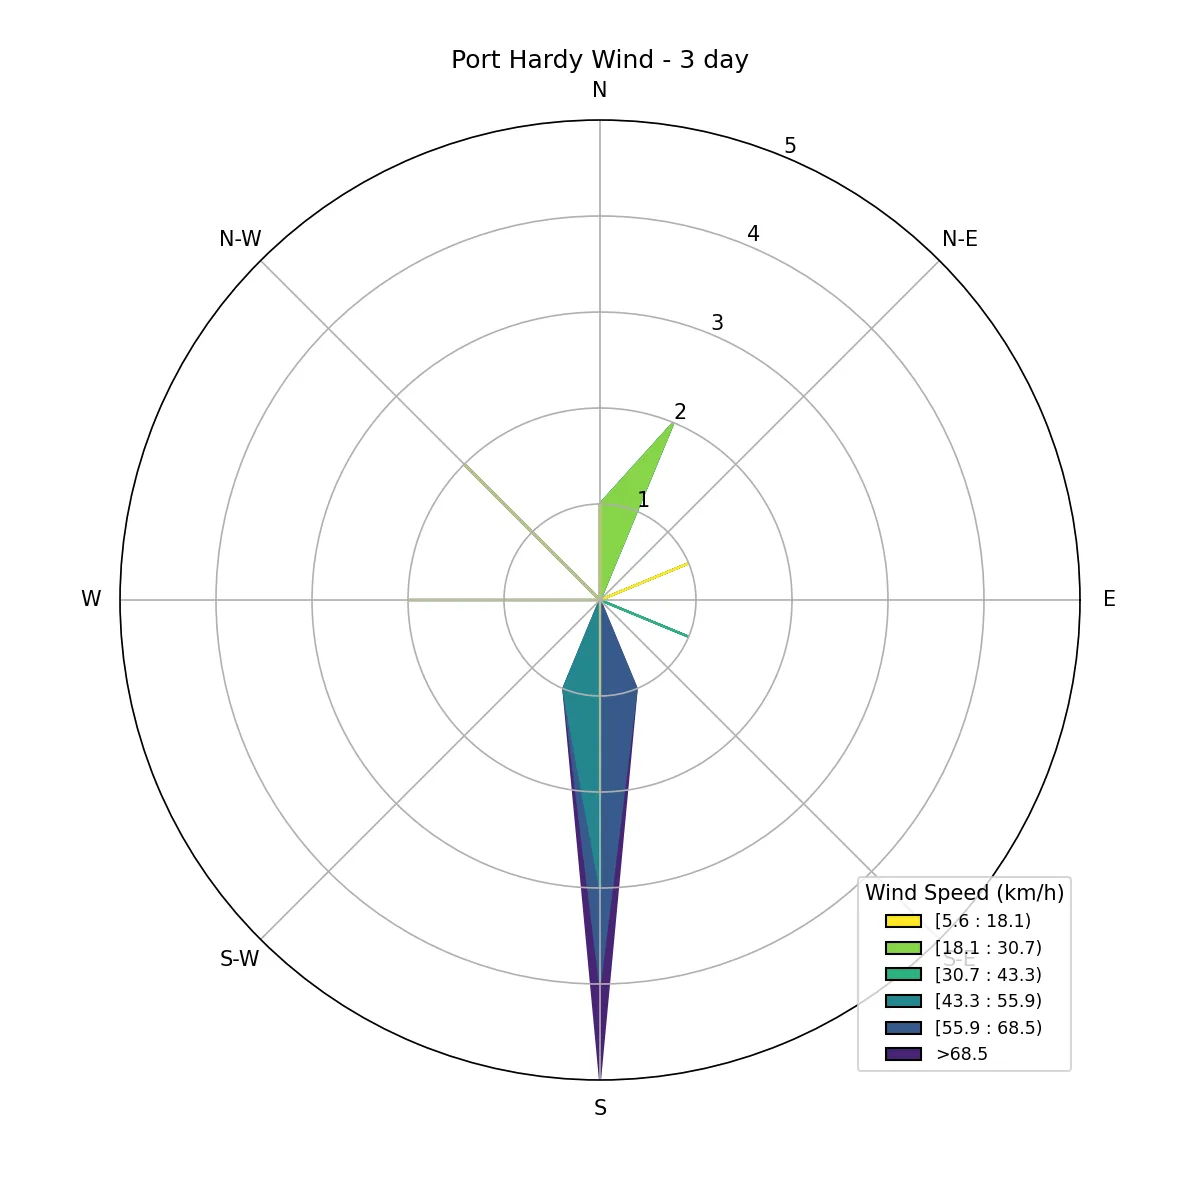 Port Hardy Wind - 3 day
N
5
N-W
N-E
4
3
2
1
W
E
S-W
S-E
S
Wind Speed (km/h)
[5.6 : 18.1)
[18.1 : 30.7)
[30.7 : 43.3)
[43.3 : 55.9)
[55.9 : 68.5)
>68.5